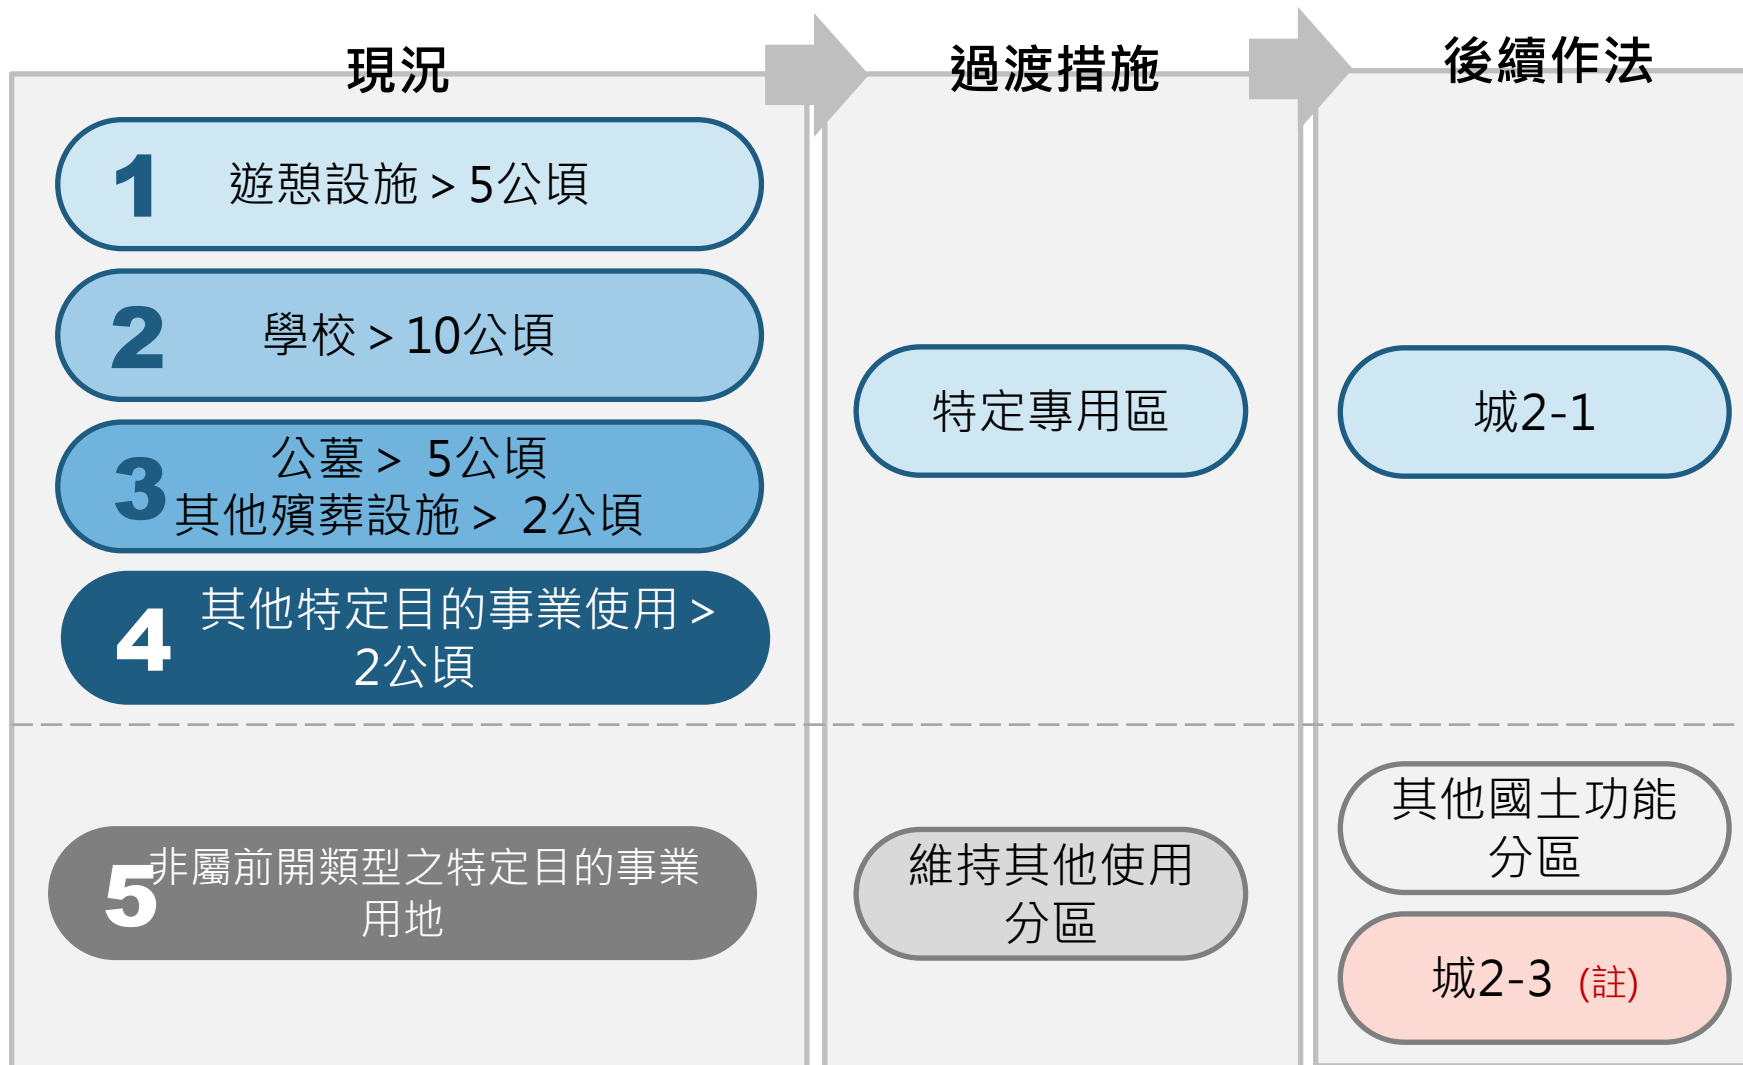 現況
過渡措施
後續作法
1
遊憩設施 > 5公頃
2
學校 > 10公頃
3
公墓 > 5公頃
其他殯葬設施 > 2公頃
4
其他特定目的事業使用 >
2公頃
特定專用區
城2-1
5
非屬前開類型之特定目的事業
用地
維持其他使用
分區
其他國土功能
分區
城2-3 (註)